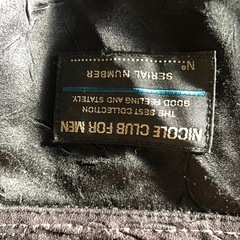 NICOLE CLUB FOR MEN
THE BEST COLLECTION
GOOD FEELING AND STATELY.
SERIAL NUMBER
Nº